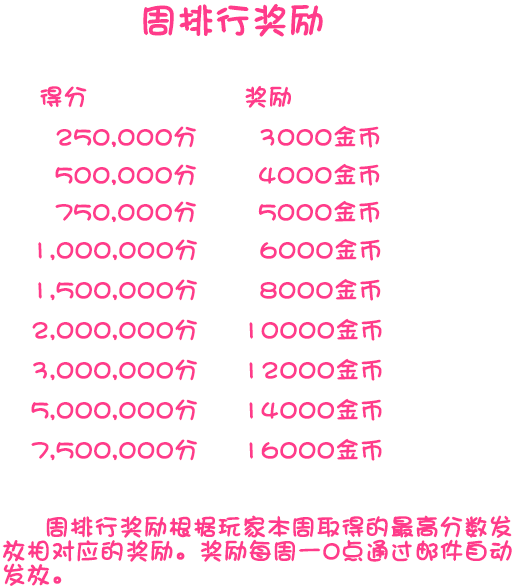 周排行奖励
得分 奖励
250,000分 3000金币
500,000分 4000金币
750,000分 5000金币
1,000,000分 6000金币
1,500,000分 8000金币
2,000,000分 10000金币
3,000,000分 12000金币
5,000,000分 14000金币
7,500,000分 16000金币
周排行奖励根据玩家本周取得的最高分数发
放相对应的奖励。奖励每周一0点通过邮件自动
发放。